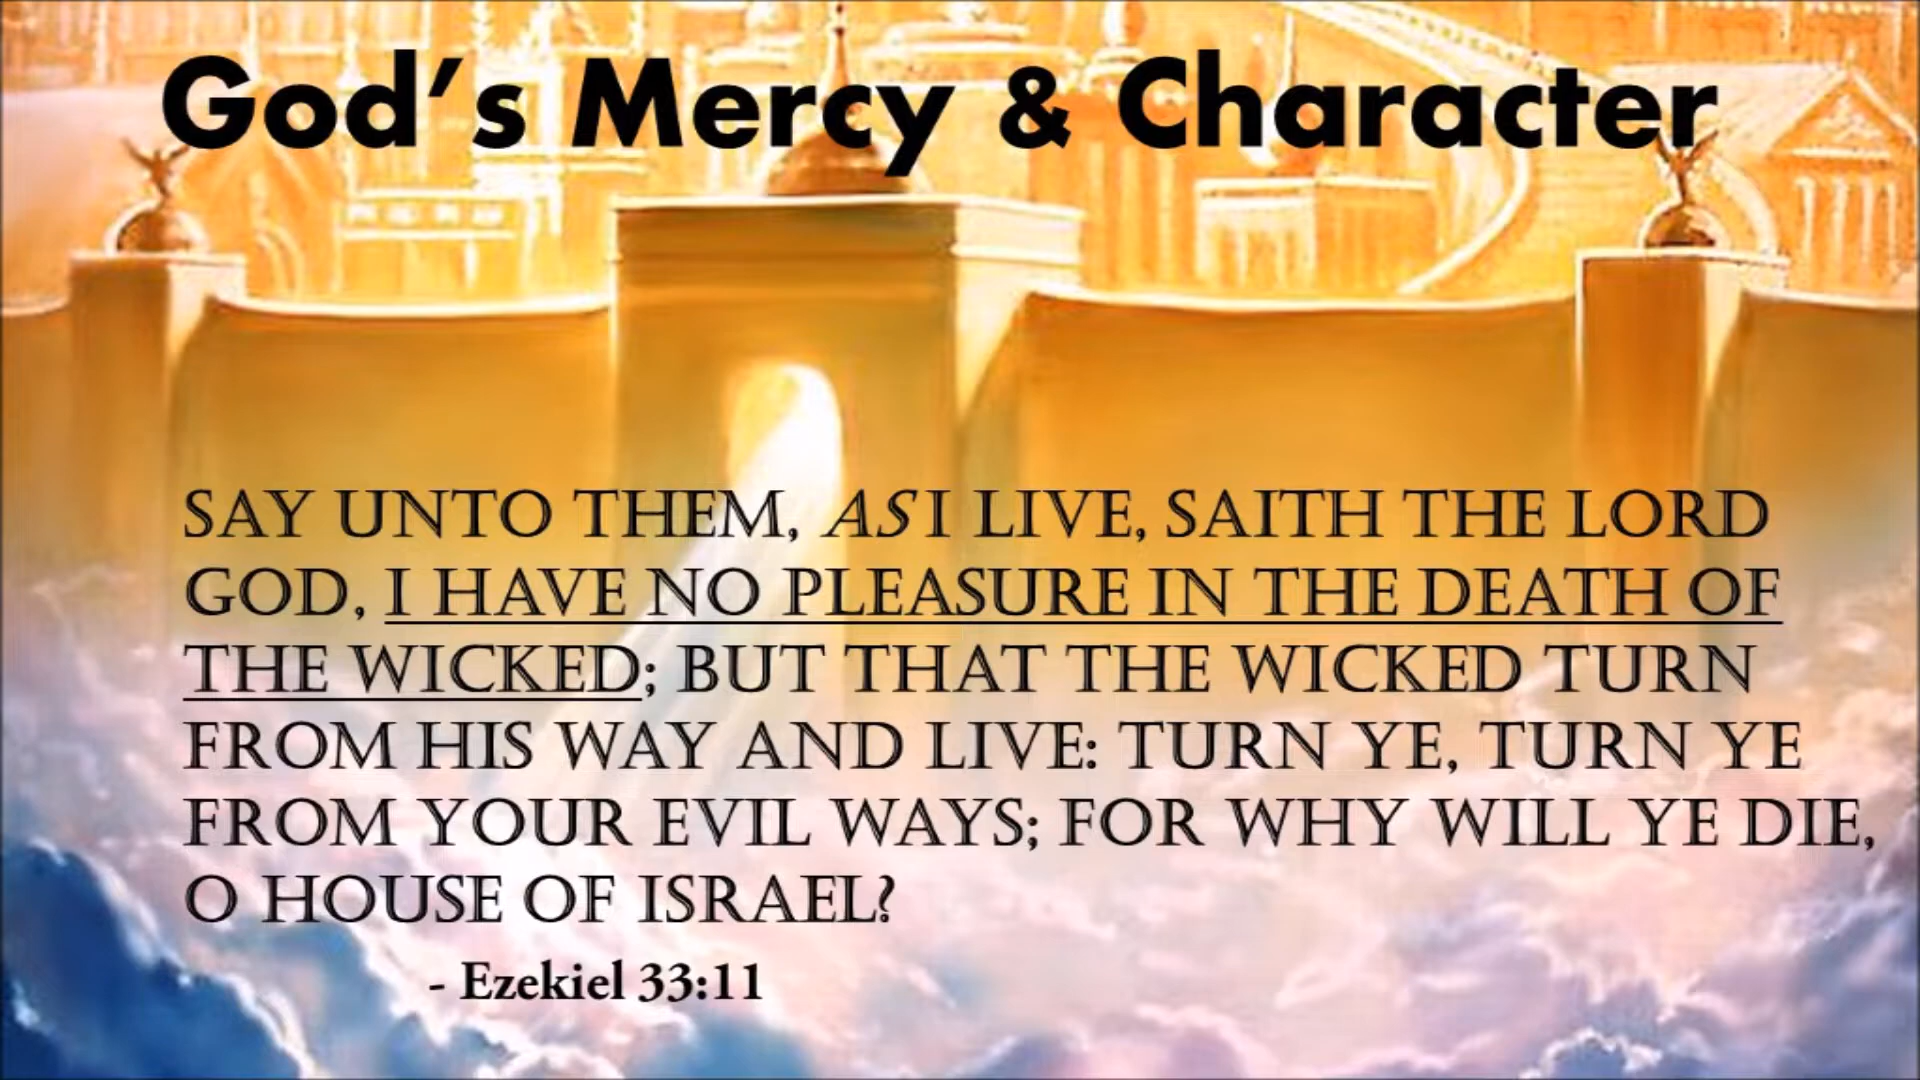 God's Mercy & Character
SAY UNTO THEM, AS I LIVE, SAITH THE LORD
GOD, I HAVE NO PLEASURE IN THE DEATH OF
THE WICKED; BUT THAT THE WICKED TURN
FROM HIS WAY AND LIVE: TURN YE, TURN YE
FROM YOUR EVIL WAYS; FOR WHY WILL YE DIE,
O HOUSE OF ISRAEL?
- Ezekiel 33:11